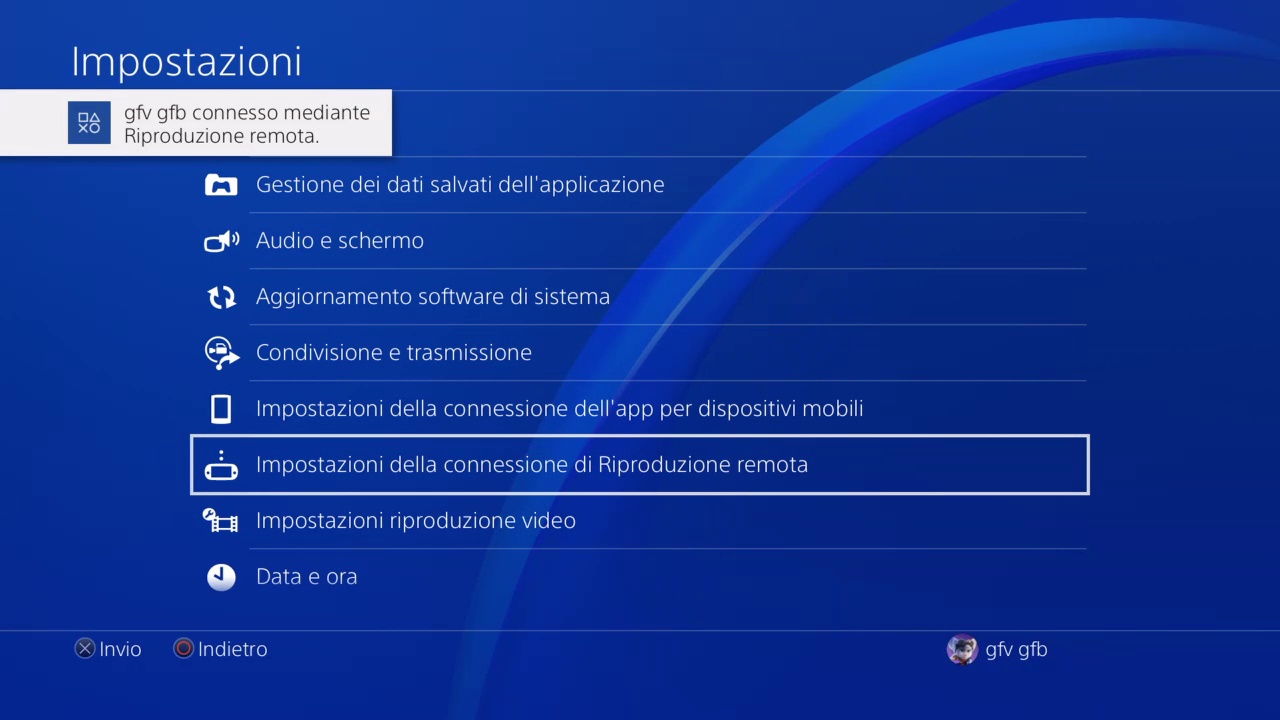 Impostazioni
gfv gfb connesso mediante
Riproduzione remota.
Gestione dei dati salvati dell'applicazione
Audio e schermo
Aggiornamento software di sistema
Condivisione e trasmissione
Impostazioni della connessione dell'app per dispositivi mobili
Impostazioni della connessione di Riproduzione remota
Impostazioni riproduzione video
Data e ora
Invio Indietro gfv gfb